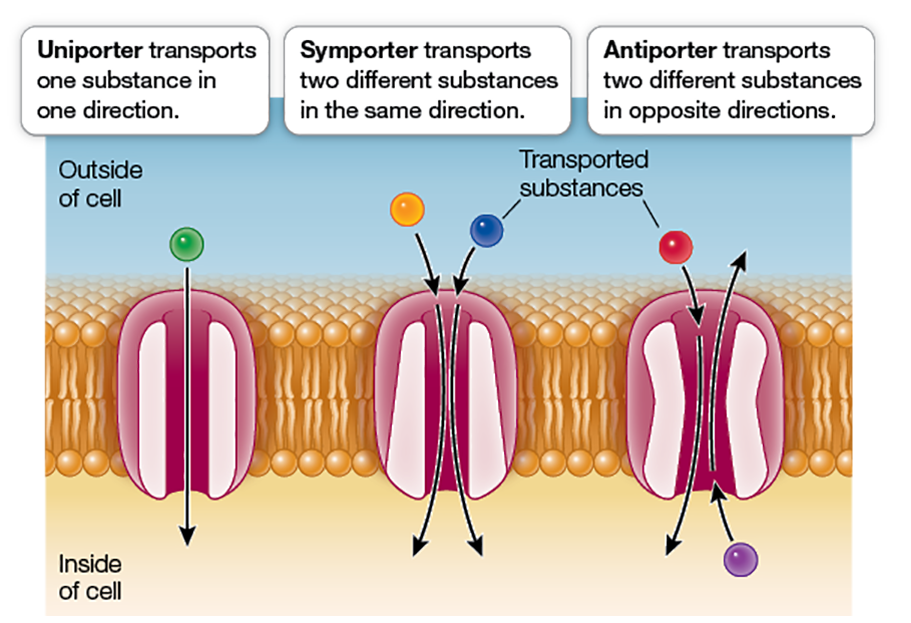 Uniporter transports
one substance in
one direction.
Symporter transports
two different substances
in the same direction.
Antiporter transports
two different substances
in opposite directions.
Outside
of cell
Transported
substances
Inside
of cell